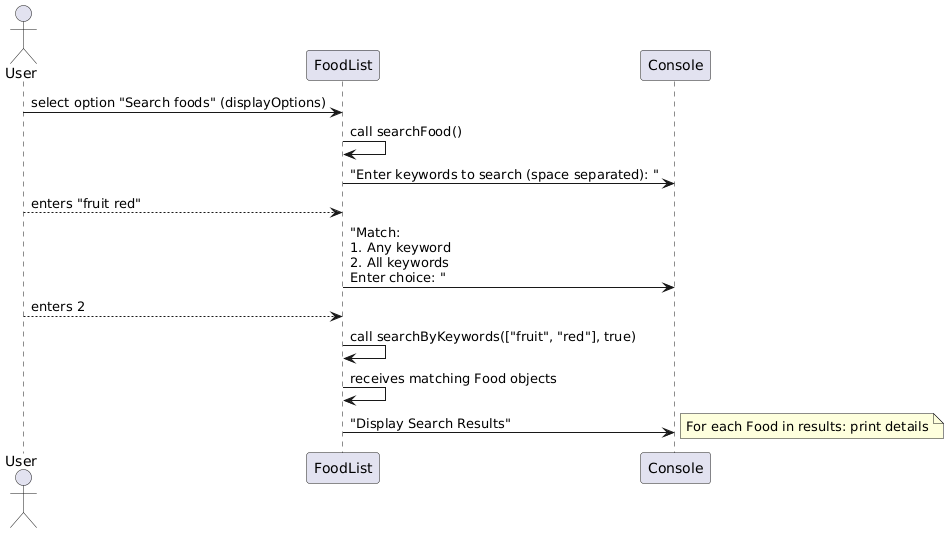 User
FoodList
Console
select option "Search foods" (displayOptions)
call searchFood()
"Enter keywords to search (space separated): "
enters "fruit red"
"Match:
1. Any keyword
2. All keywords
Enter choice: "
enters 2
call searchByKeywords(["fruit", "red"], true)
receives matching Food objects
"Display Search Results"
For each Food in results: print details
User
FoodList
Console